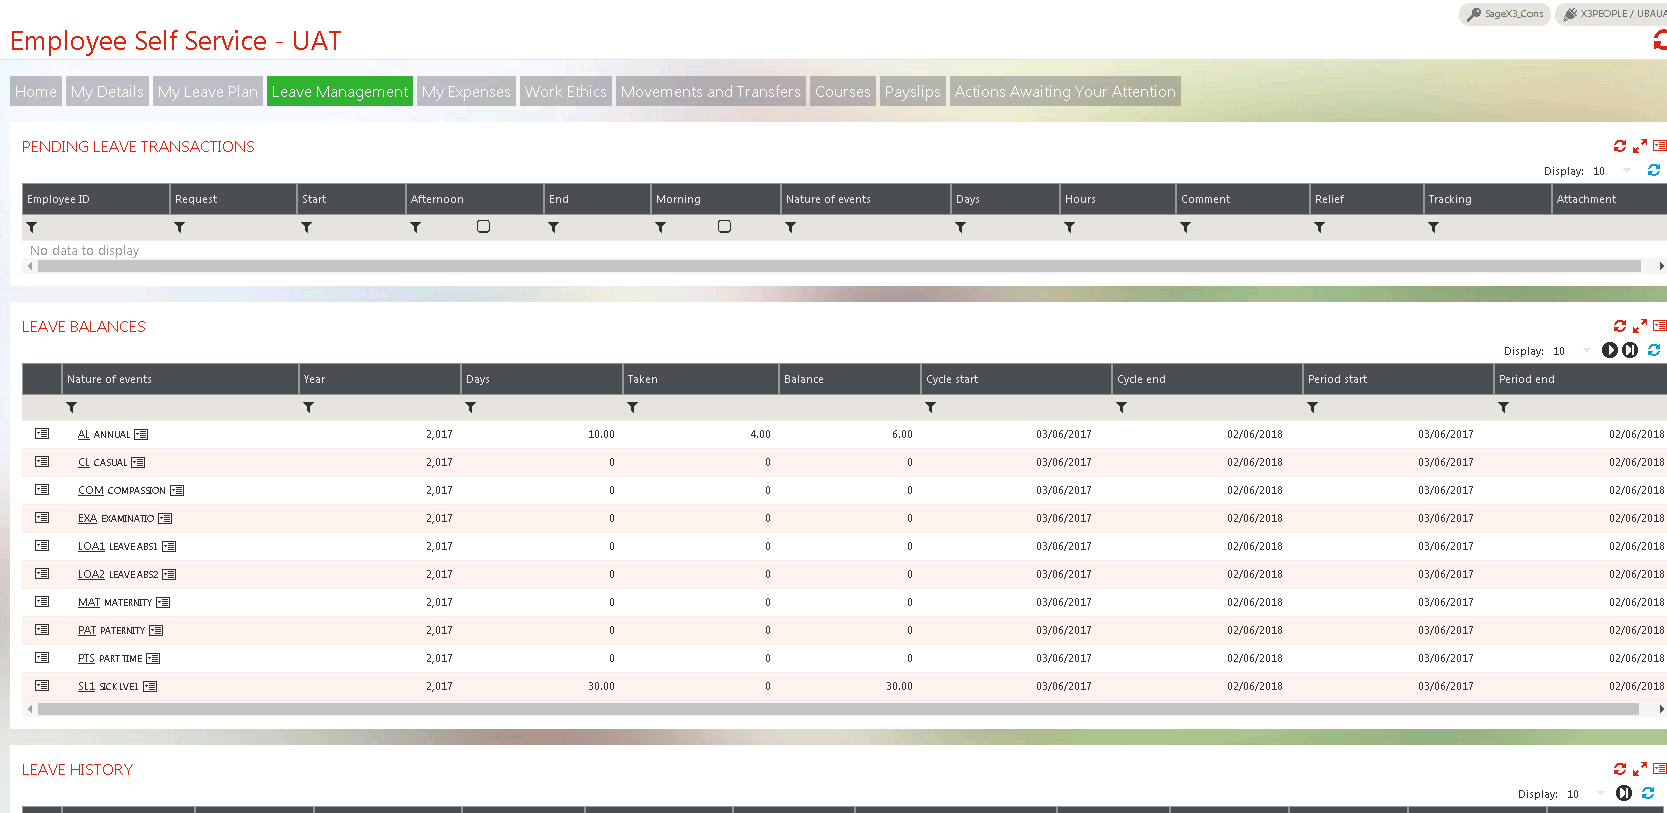 SageX3_Cons X3PEOPLE / UBAUA
Employee Self Service - UAT
Home My Details My Leave Plan Leave Management My Expenses Work Ethics Movements and Transfers Courses Payslips Actions Awaiting Your Attention
PENDING LEAVE TRANSACTIONS
Display: 10
Employee ID Request Start Afternoon End Morning Nature of events Days Hours Comment Relief Tracking Attachment
No data to display
LEAVE BALANCES
Display: 10
Nature of events Year Days Taken Balance Cycle start Cycle end Period start Period end
AL ANNUAL 2,017 10.00 4.00 6.00 03/06/2017 02/06/2018 03/06/2017 02/06/2018
CL CASUAL 2,017 0 0 0 03/06/2017 02/06/2018 03/06/2017 02/06/2018
COM COMPASSION 2,017 0 0 0 03/06/2017 02/06/2018 03/06/2017 02/06/2018
EXA EXAMINATIO 2,017 0 0 0 03/06/2017 02/06/2018 03/06/2017 02/06/2018
LOA1 LEAVE ABS1 2,017 0 0 0 03/06/2017 02/06/2018 03/06/2017 02/06/2018
LOA2 LEAVE ABS2 2,017 0 0 0 03/06/2017 02/06/2018 03/06/2017 02/06/2018
MAT MATERNITY 2,017 0 0 0 03/06/2017 02/06/2018 03/06/2017 02/06/2018
PAT PATERNITY 2,017 0 0 0 03/06/2017 02/06/2018 03/06/2017 02/06/2018
PTS PART TIME 2,017 0 0 0 03/06/2017 02/06/2018 03/06/2017 02/06/2018
SL1 SICK LVE1 2,017 30.00 0 30.00 03/06/2017 02/06/2018 03/06/2017 02/06/2018
LEAVE HISTORY
Display: 10